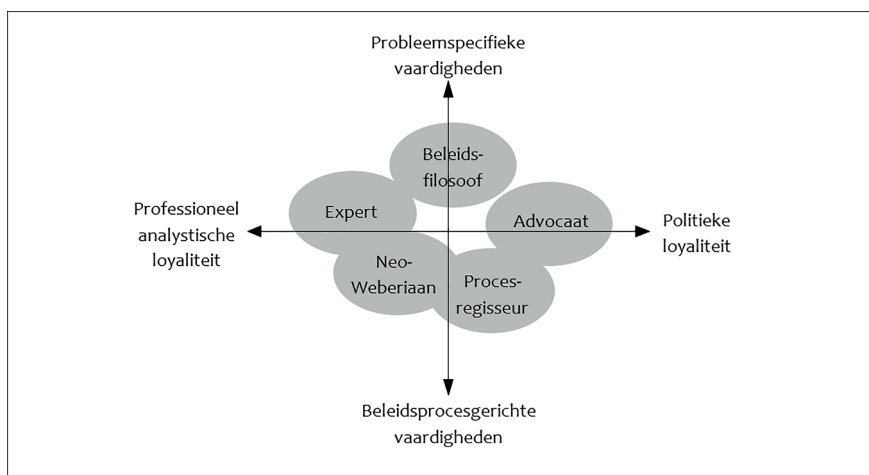 Probleemspecifieke
vaardigheden
Beleids-
filosoof
Expert
Advocaat
Professioneel
analystische
loyaliteit
Politieke
loyaliteit
Neo-
Weberiaan
Proces-
regisseur
Beleidsprocesgerichte
vaardigheden